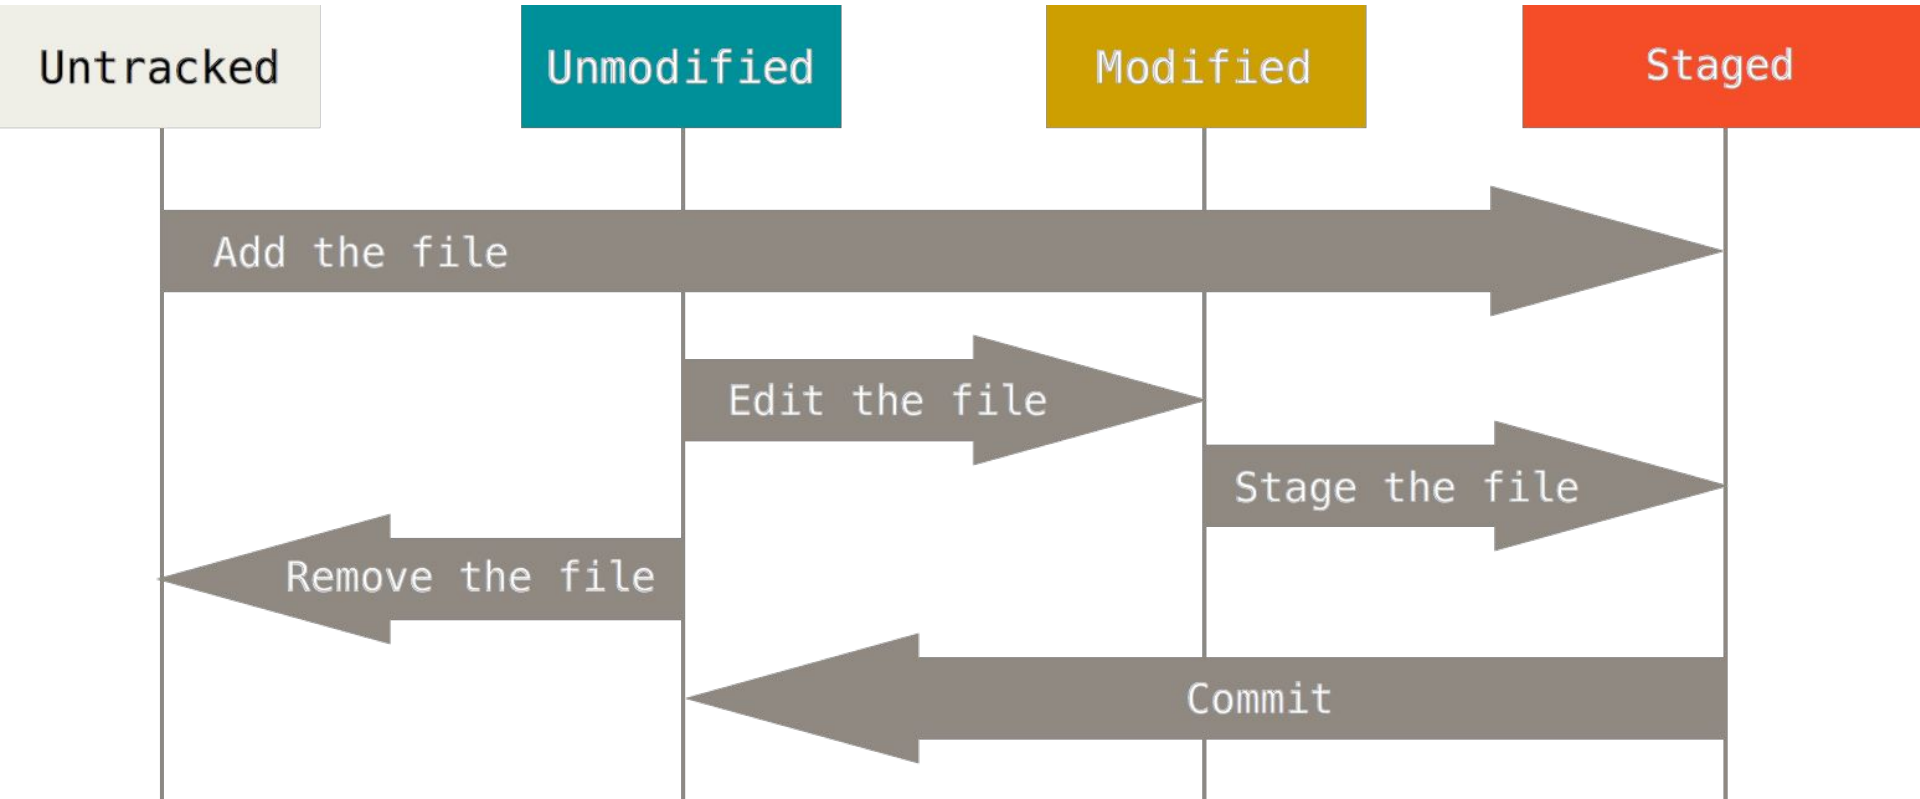 Untracked
Unmodified
Modified
Staged
Add the file
Edit the file
Stage the file
Remove the file
Commit